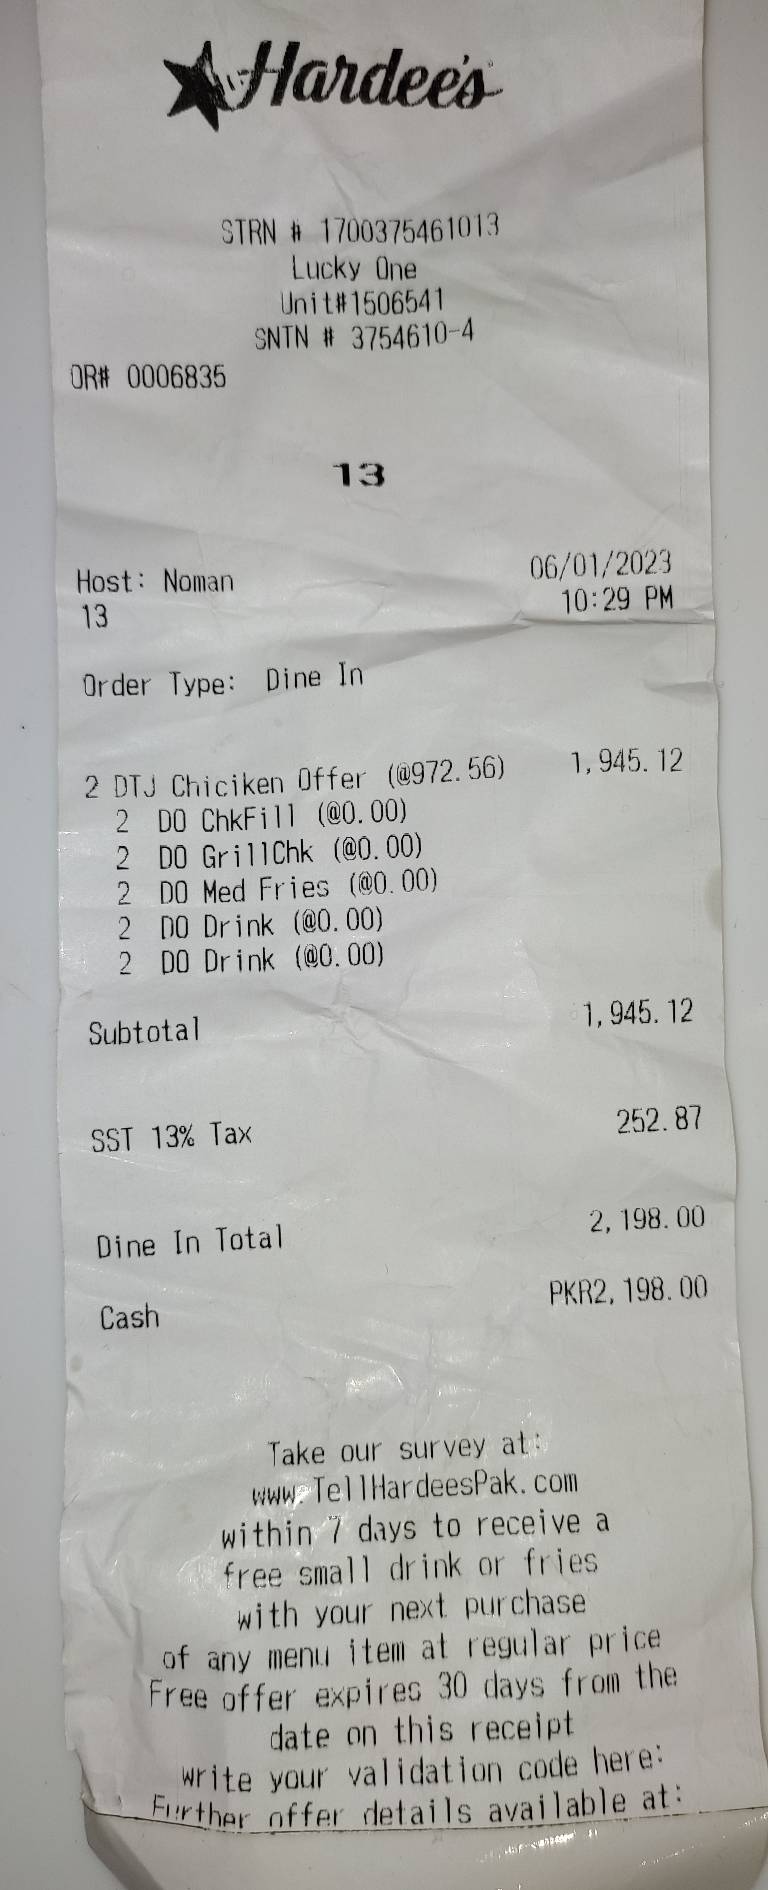 Hardee's
STRN # 1700375461013
Lucky One
Unit#1506541
SNTN # 3754610-4
OR# 0006835
13
Host: Noman 06/01/2023
13 10:29 PM
Order Type: Dine In
2 DTJ Chiciken Offer (@972.56) 1,945.12
2 DO ChkFill (@0.00)
2 DO GrillChk (@0.00)
2 DO Med Fries (@0.00)
2 DO Drink (@0.00)
2 DO Drink (@0.00)
Subtotal 1,945.12
SST 13% Tax 252.87
Dine In Total 2,198.00
Cash PKR2,198.00
Take our survey at:
www.TellHardeesPak.com
within 7 days to receive a
free small drink or fries
with your next purchase
of any menu item at regular price
Free offer expires 30 days from the
date on this receipt
write your validation code here:
Further offer details available at: